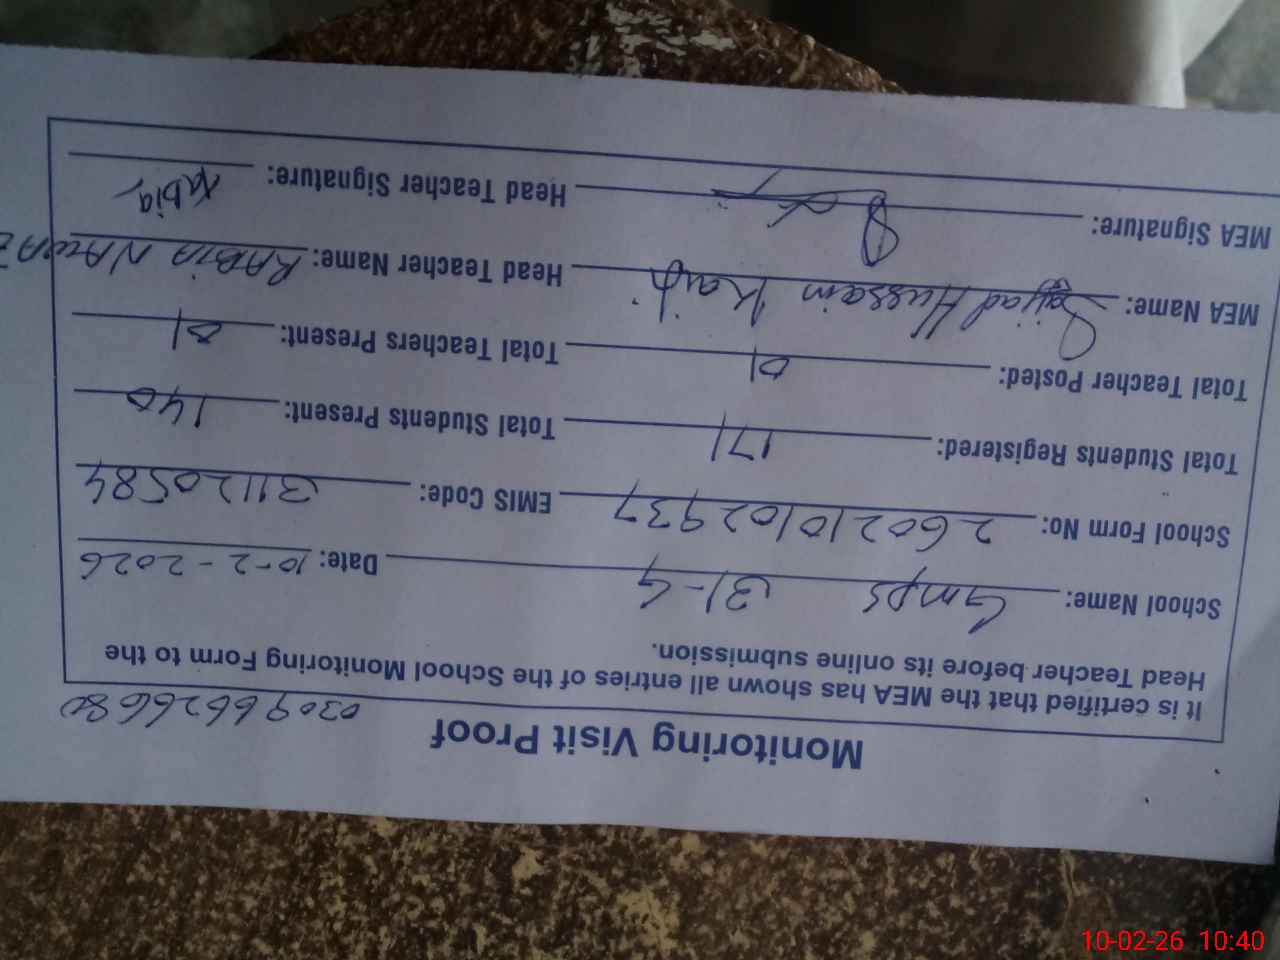 Monitoring Visit Proof
03096626680
It is certified that the MEA has shown all entries of the School Monitoring Form to the
Head Teacher before its online submission.
School Name: Gmps 31-G Date: 10-2-2026
School Form No: 260210102937 EMIS Code: 31120584
Total Students Registered: 171 Total Students Present: 140
Total Teacher Posted: 01 Total Teachers Present: 01
MEA Name: Sajjad Hussain Head Teacher Name: RABIA NAWAZ
MEA Signature: Head Teacher Signature: Rabia
10-02-26 10:40